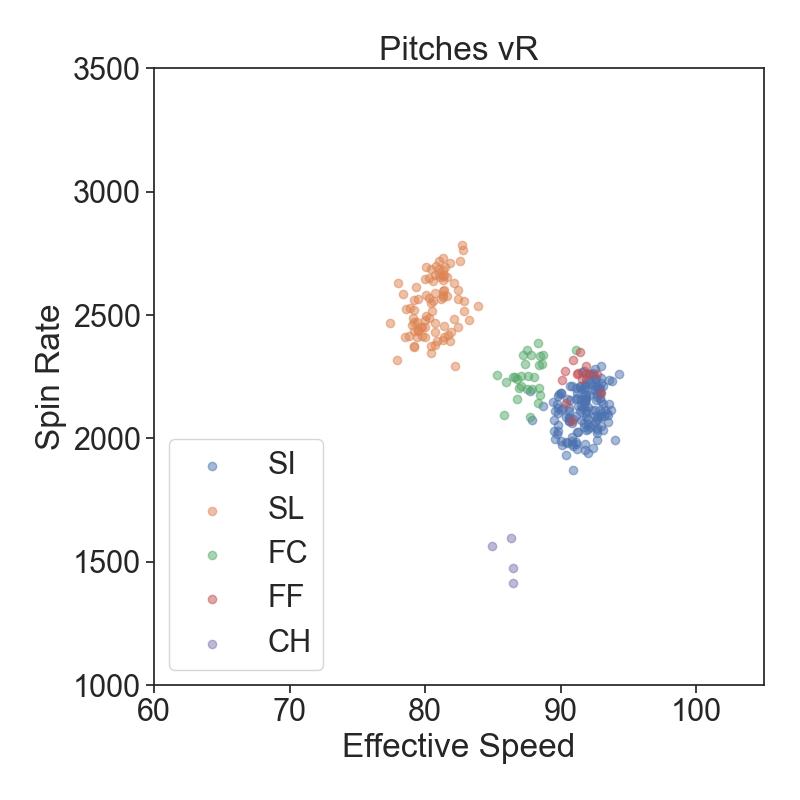 Pitches vR
3500
3000
2500
2000
1500
1000
Spin Rate
SI
SL
FC
FF
CH
60 70 80 90 100
Effective Speed